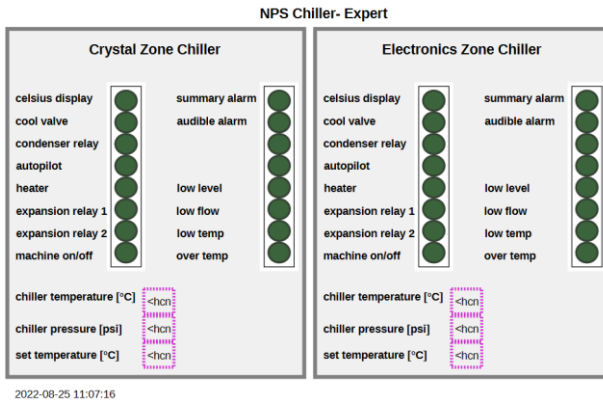 NPS Chiller- Expert
Crystal Zone Chiller
celsius display summary alarm
cool valve audible alarm
condenser relay
autopilot
heater low level
expansion relay 1 low flow
expansion relay 2 low temp
machine on/off over temp
chiller temperature [°C] <hcn
chiller pressure [psi] <hcn
set temperature [°C] <hcn
Electronics Zone Chiller
celsius display summary alarm
cool valve audible alarm
condenser relay
autopilot
heater low level
expansion relay 1 low flow
expansion relay 2 low temp
machine on/off over temp
chiller temperature [°C] <hcn
chiller pressure [psi] <hcn
set temperature [°C] <hcn
2022-08-25 11:07:16